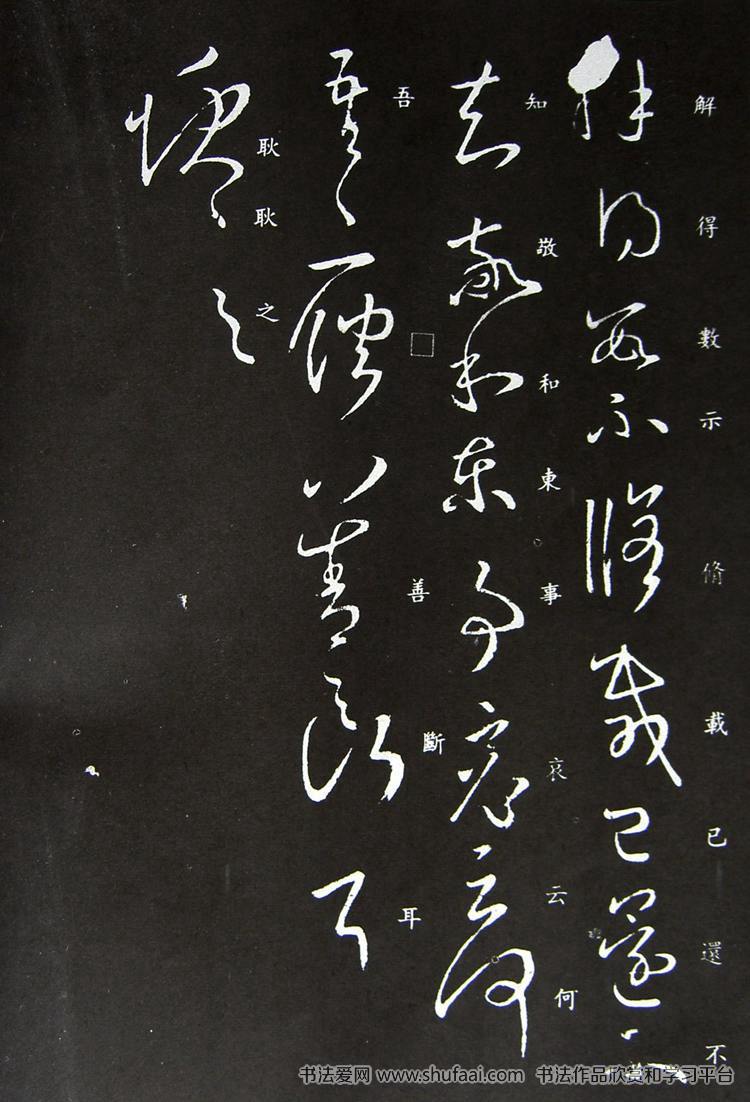 解得數示脩載已還不
知敬和東事哀云何
吾□善斷耳
耿耿之
书法爱网 www.shufaai.com 书法作品欣赏和学习平台